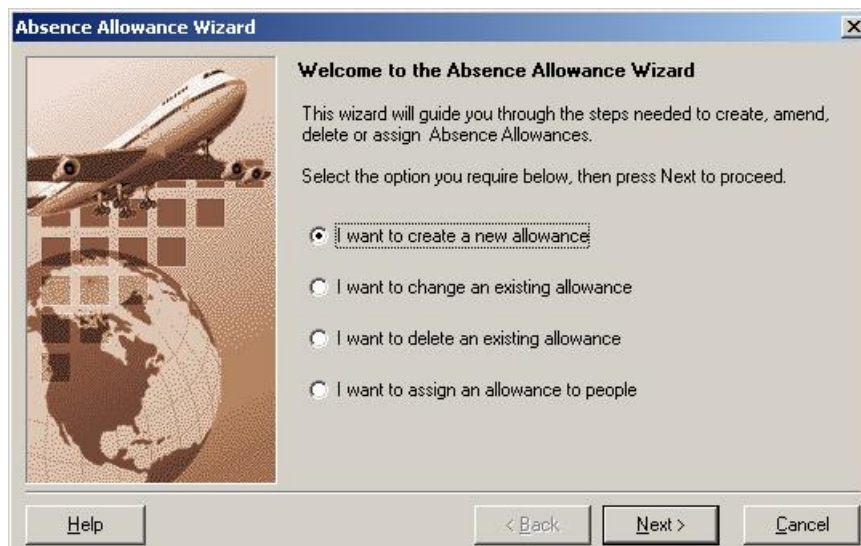 Absence Allowance Wizard
Welcome to the Absence Allowance Wizard
This wizard will guide you through the steps needed to create, amend,
delete or assign Absence Allowances.
Select the option you require below, then press Next to proceed.
I want to create a new allowance
I want to change an existing allowance
I want to delete an existing allowance
I want to assign an allowance to people
Help
< Back
Next >
Cancel